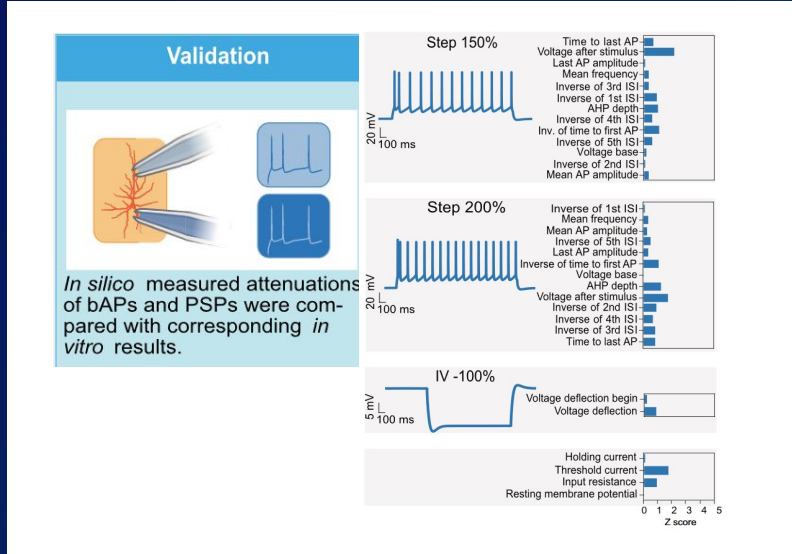 Validation
In silico measured attenuations
of bAPs and PSPs were com-
pared with corresponding in
vitro results.
Step 150%
20 mV
100 ms
Time to last AP
Voltage after stimulus
Last AP amplitude
Mean frequency
Inverse of 3rd ISI
Inverse of 1st ISI
AHP depth
Inverse of 4th ISI
Inv. of time to first AP
Inverse of 5th ISI
Voltage base
Inverse of 2nd ISI
Mean AP amplitude
Step 200%
20 mV
100 ms
Inverse of 1st ISI
Mean frequency
Mean AP amplitude
Inverse of 5th ISI
Last AP amplitude
Inverse of time to first AP
Voltage base
AHP depth
Voltage after stimulus
Inverse of 2nd ISI
Inverse of 4th ISI
Inverse of 3rd ISI
Time to last AP
IV -100%
5 mV
100 ms
Voltage deflection begin
Voltage deflection
Holding current
Threshold current
Input resistance
Resting membrane potential
0 1 2 3 4 5
Z score